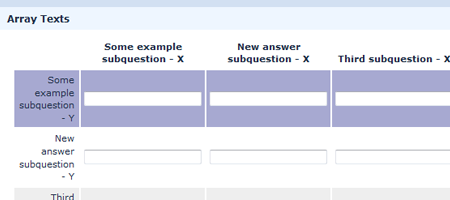 Array Texts
Some example
subquestion - X
New answer
subquestion - X
Third subquestion - X
Some
example
subquestion
- Y
New
answer
subquestion
- Y
Third